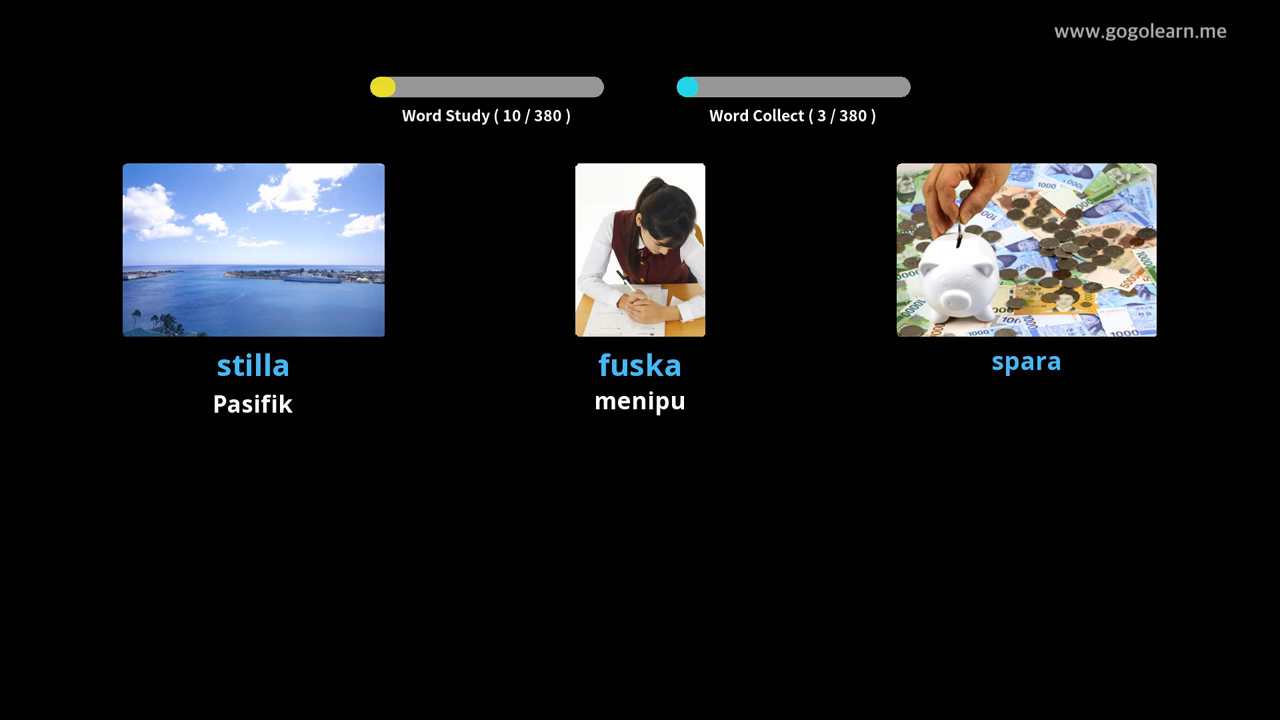 www.gogolearn.me
Word Study ( 10 / 380 )
Word Collect ( 3 / 380 )
stilla
Pasifik
fuska
menipu
spara